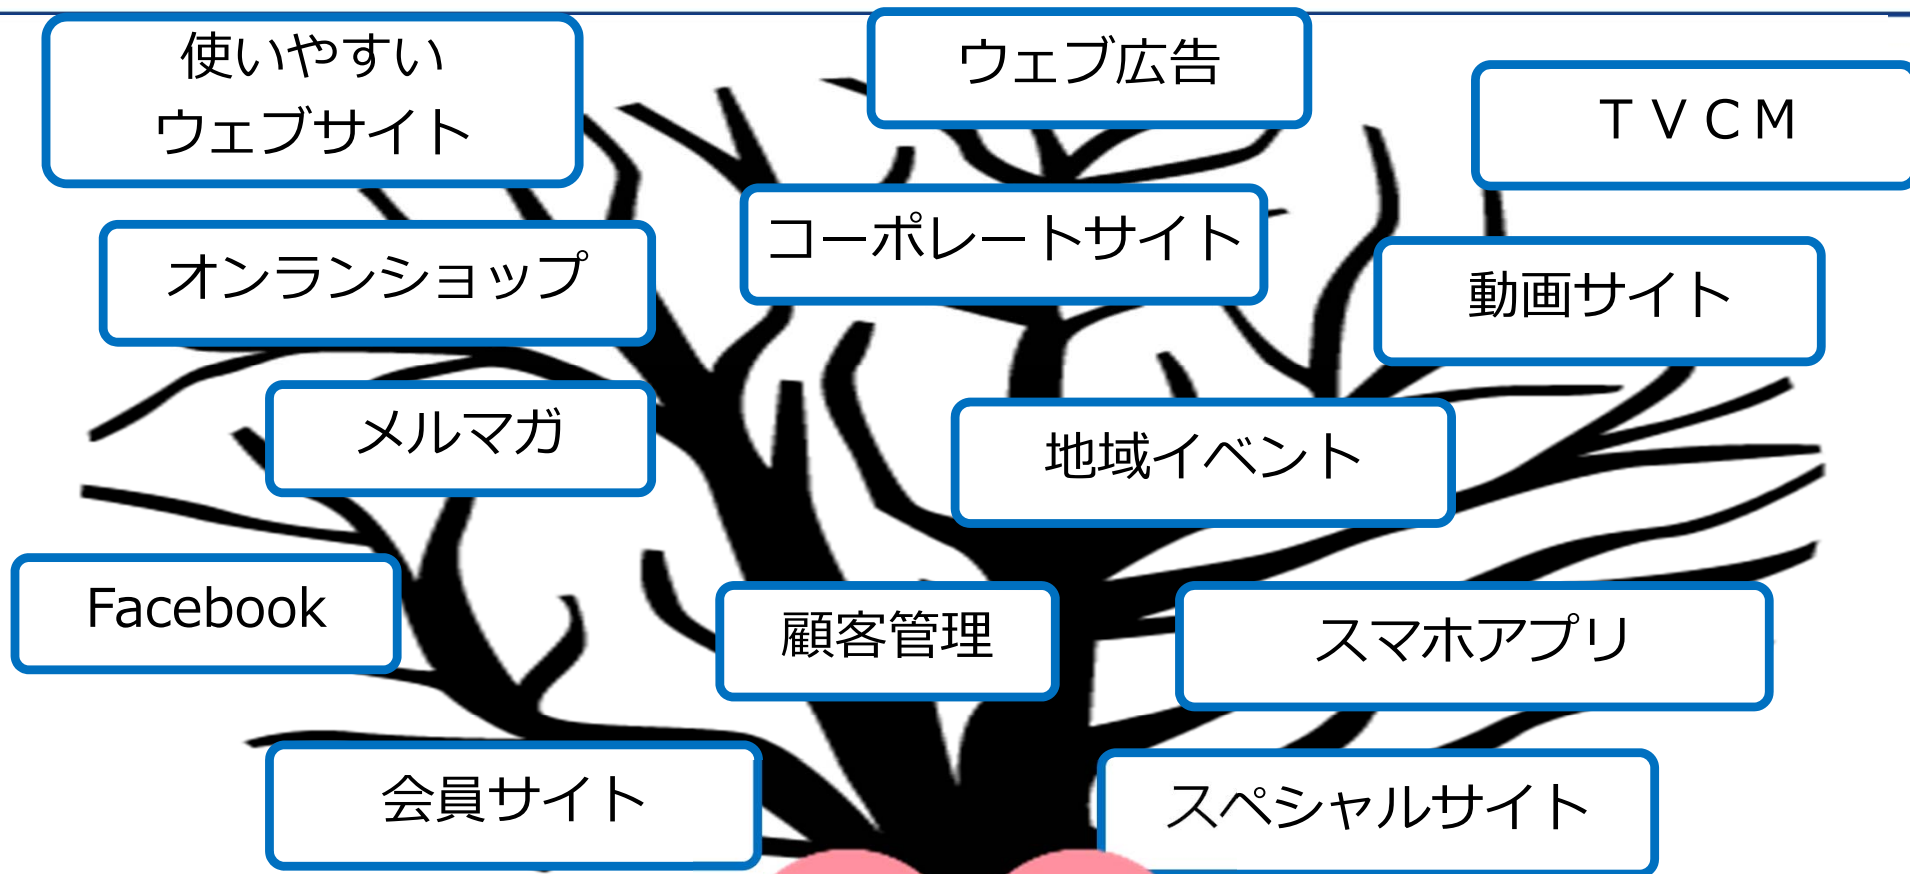 使いやすい
ウェブサイト
ウェブ広告
ＴＶＣＭ
オンランショップ
コーポレートサイト
動画サイト
メルマガ
地域イベント
Facebook
顧客管理
スマホアプリ
会員サイト
スペシャルサイト